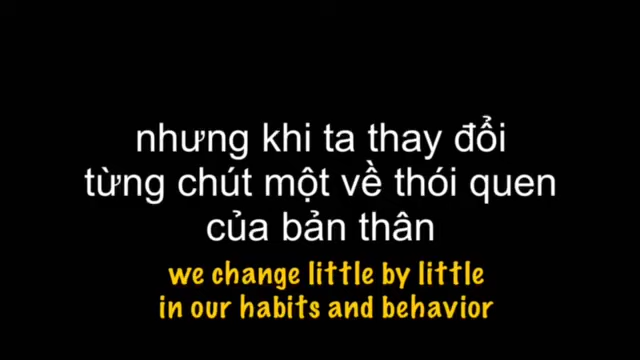 nhưng khi ta thay đổi
từng chút một về thói quen
của bản thân
we change little by little
in our habits and behavior